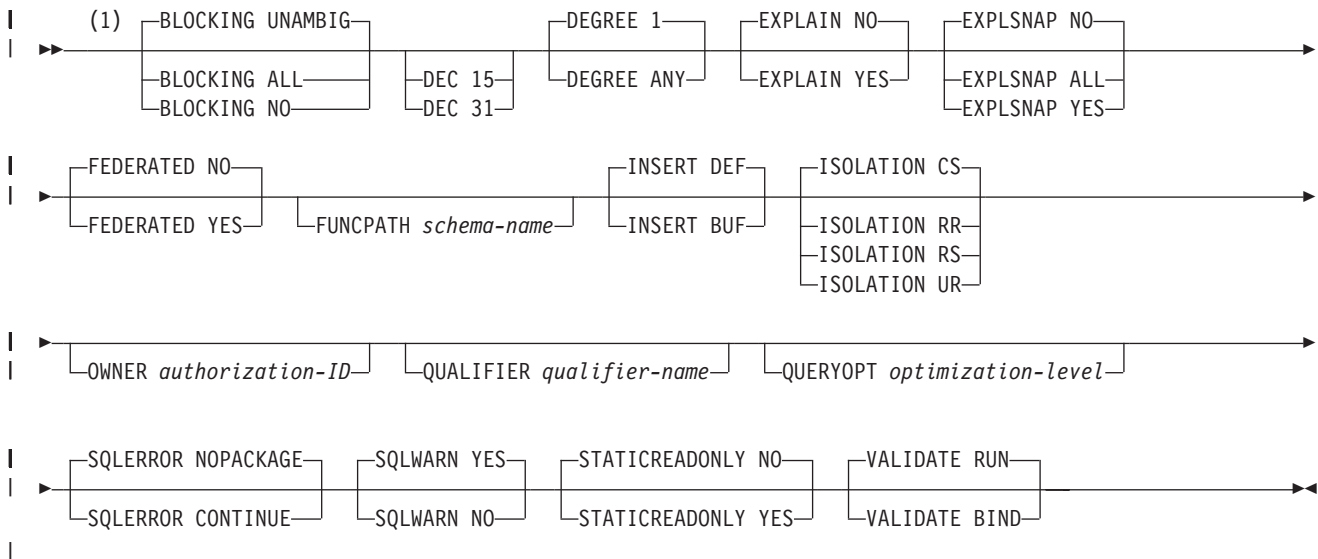 (1) BLOCKING UNAMBIG DEGREE 1 EXPLAIN NO EXPLSNAP NO
BLOCKING ALL DEC 15 DEGREE ANY EXPLAIN YES EXPLSNAP ALL
BLOCKING NO DEC 31 EXPLSNAP YES
FEDERATED NO INSERT DEF ISOLATION CS
FEDERATED YES FUNCPATH schema-name INSERT BUF ISOLATION RR
ISOLATION RS
ISOLATION UR
OWNER authorization-ID QUALIFIER qualifier-name QUERYOPT optimization-level
SQLERROR NOPACKAGE SQLWARN YES STATICREADONLY NO VALIDATE RUN
SQLERROR CONTINUE SQLWARN NO STATICREADONLY YES VALIDATE BIND